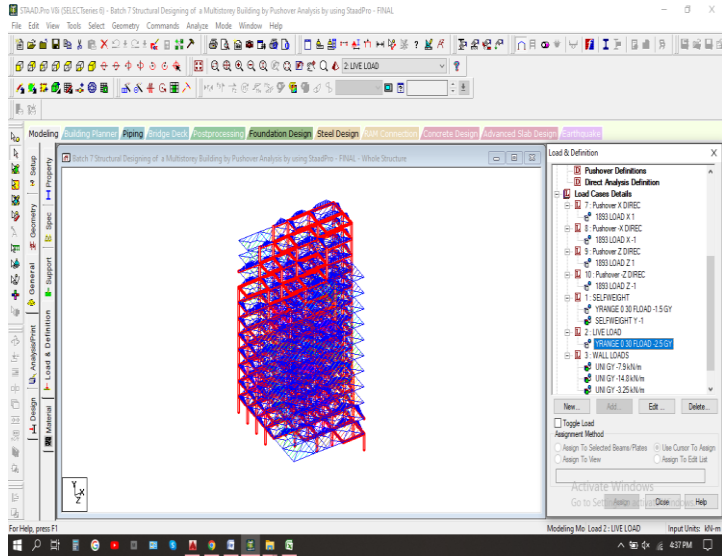 STAAD.Pro V8i (SELECTseries 6) - Batch 7 Structural Designing of a Multistorey Building by Pushover Analysis by using StaadPro - FINAL
File Edit View Tools Select Geometry Commands Analyze Mode Window Help
2: LIVE LOAD
Modeling Building Planner Piping Bridge Deck Postprocessing Foundation Design Steel Design RAM Connection Concrete Design Advanced Slab Design Earthquake
Batch 7 Structural Designing of a Multistorey Building by Pushover Analysis by using StaadPro - FINAL - Whole Structure
Setup
Geometry
General
Analysis/Print
Design
Property
Spec
Support
Load & Definition
Material
Y
X
Z
Load & Definition
Pushover Definitions
Direct Analysis Definition
Load Cases Details
7 : Pushover X DIREC
1893 LOAD X 1
8 : Pushover -X DIREC
1893 LOAD X -1
9 : Pushover Z DIREC
1893 LOAD Z 1
10 : Pushover -Z DIREC
1893 LOAD Z -1
1 : SELFWEIGHT
YRANGE 0 30 FLOAD -1.5 GY
SELFWEIGHT Y -1
2 : LIVE LOAD
YRANGE 0 30 FLOAD -2.5 GY
3 : WALL LOADS
UNI GY -7.9 kN/m
UNI GY -14.8 kN/m
UNI GY -3.25 kN/m
New... Add... Edit ... Delete...
Toggle Load
Assignment Method
Assign To Selected Beams/Plates Use Cursor To Assign
Assign To View Assign To Edit List
Activate Windows
Assign Close Help
For Help, press F1
Modeling Mo Load 2 : LIVE LOAD Input Units: kN-m
4:37 PM